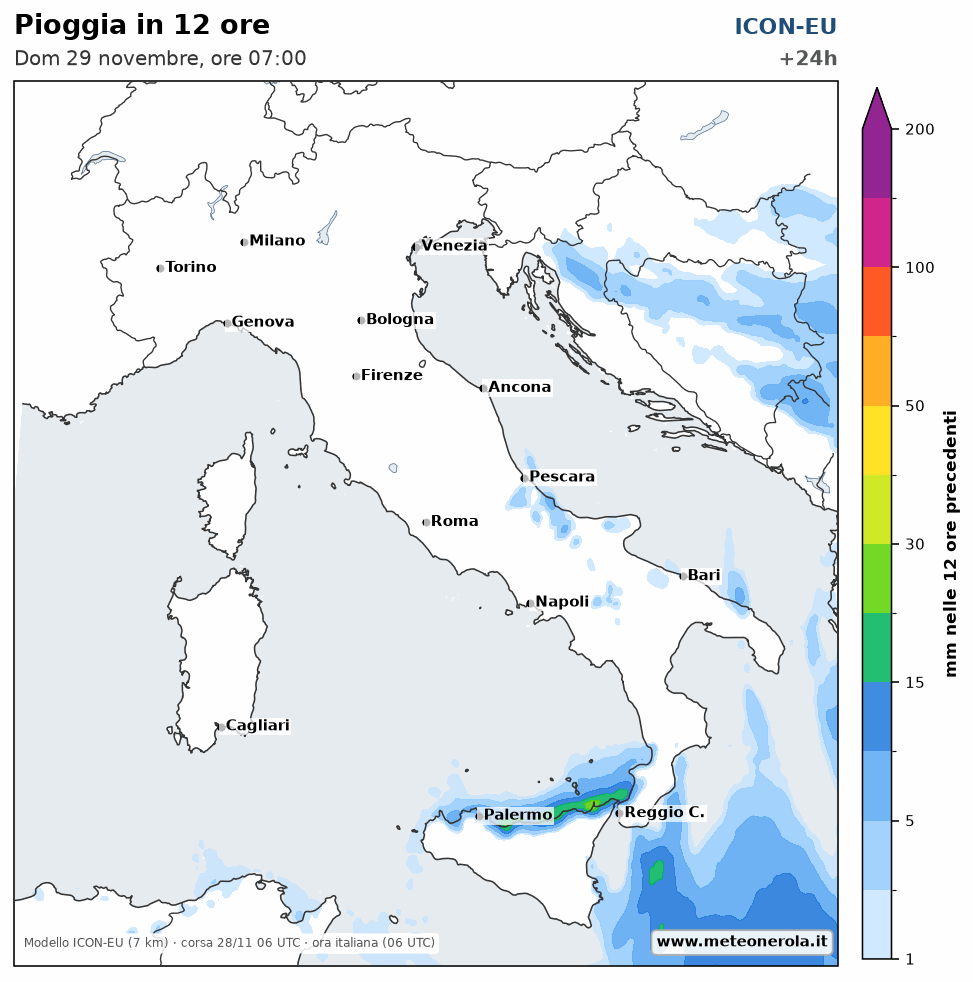 Pioggia in 12 ore
ICON-EU
Dom 29 novembre, ore 07:00
+24h
Milano
Venezia
Torino
Genova
Bologna
Firenze
Ancona
Pescara
Roma
Bari
Napoli
Cagliari
Palermo
Reggio C.
Modello ICON-EU (7 km) · corsa 28/11 06 UTC · ora italiana (06 UTC)
www.meteonerola.it
200
100
50
30
15
5
1
mm nelle 12 ore precedenti